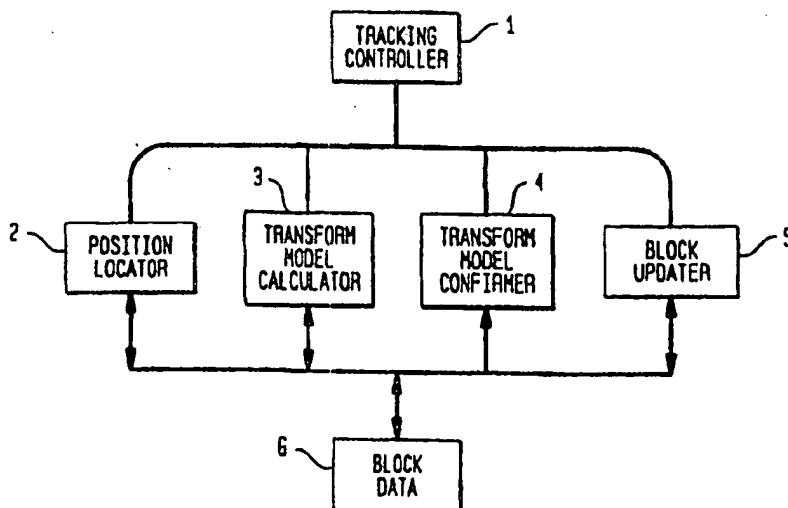 TRACKING
CONTROLLER
1
2
POSITION
LOCATOR
3
TRANSFORM
MODEL
CALCULATOR
4
TRANSFORM
MODEL
CONFIRMER
BLOCK
UPDATER
5
6
BLOCK
DATA